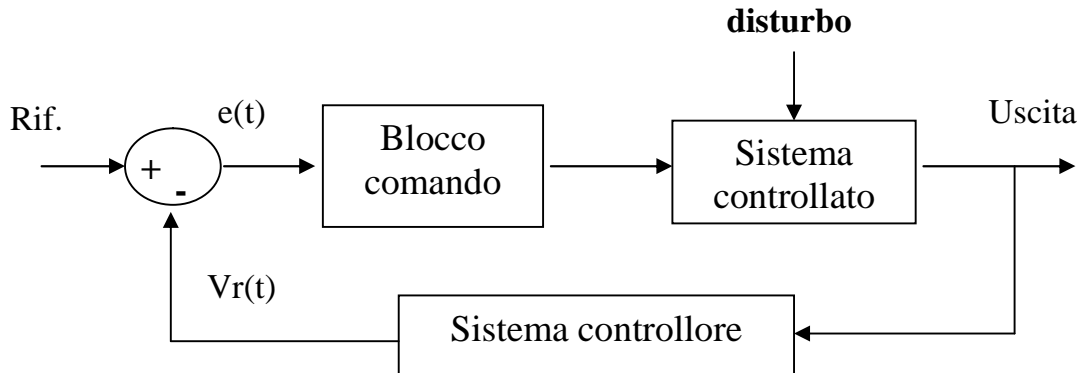 disturbo
Rif.
e(t)
Uscita
+
-
Blocco
comando
Sistema
controllato
Vr(t)
Sistema controllore